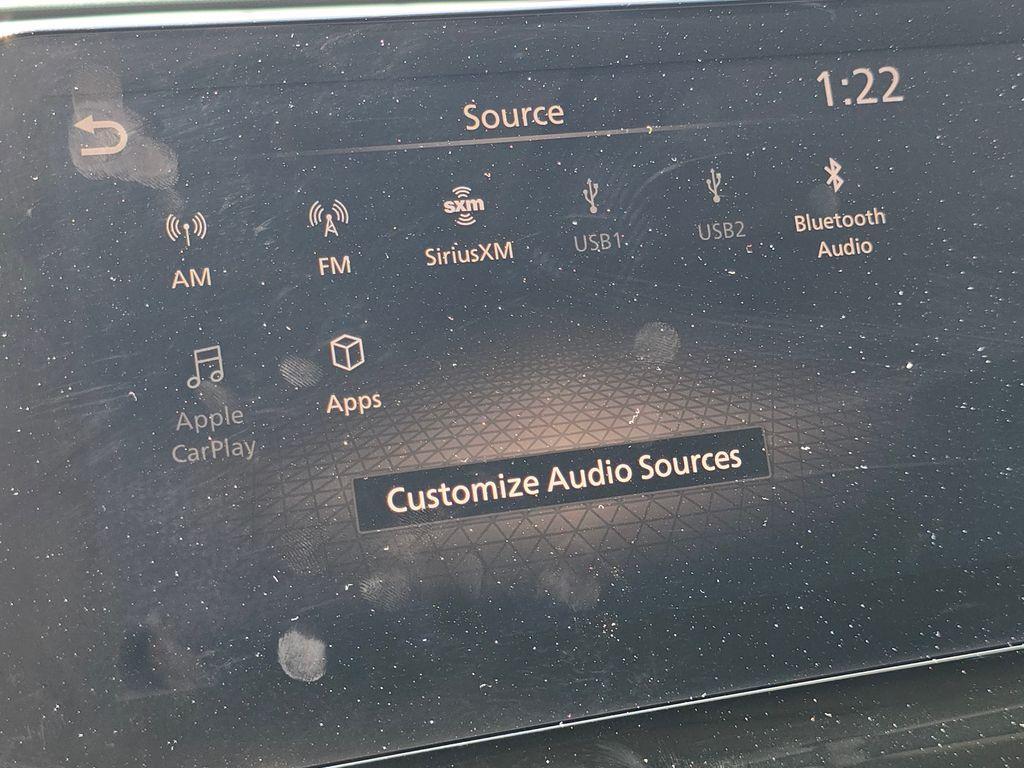 1:22
Source
AM
FM
sxm
SiriusXM
USB1
USB2
Bluetooth
Audio
Apple
CarPlay
Apps
Customize Audio Sources